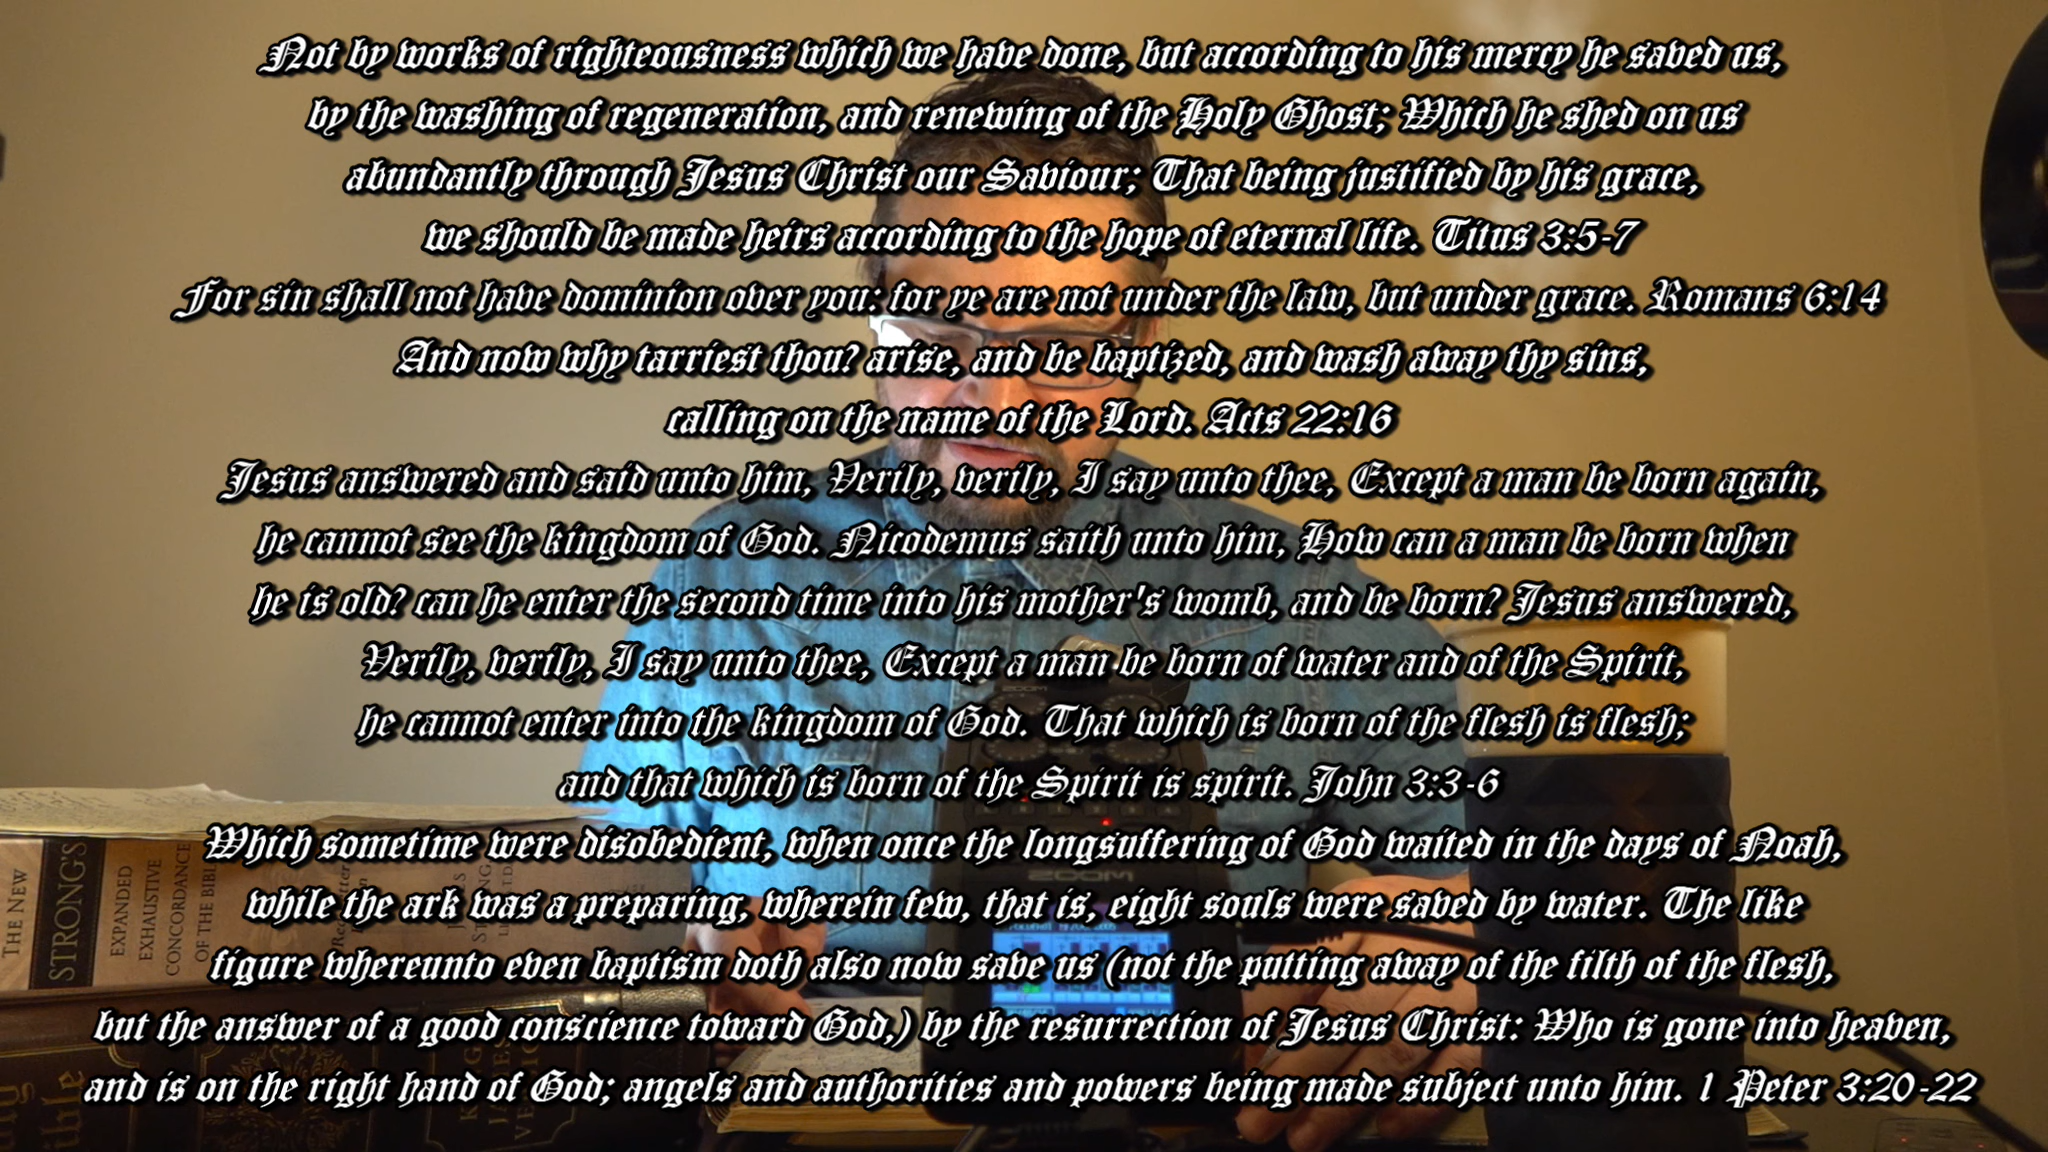 Not by works of righteousness which we have done, but according to his mercy he saved us,
by the washing of regeneration, and renewing of the Holy Ghost; Which he shed on us
abundantly through Jesus Christ our Saviour; That being justified by his grace,
we should be made heirs according to the hope of eternal life. Titus 3:5-7
For sin shall not have dominion over you: for ye are not under the law, but under grace. Romans 6:14
And now why tarriest thou? arise, and be baptized, and wash away thy sins,
calling on the name of the Lord. Acts 22:16
Jesus answered and said unto him, Verily, verily, I say unto thee, Except a man be born again,
he cannot see the kingdom of God. Nicodemus saith unto him, How can a man be born when
he is old? can he enter the second time into his mother's womb, and be born? Jesus answered,
Verily, verily, I say unto thee, Except a man be born of water and of the Spirit,
he cannot enter into the kingdom of God. That which is born of the flesh is flesh;
and that which is born of the Spirit is spirit. John 3:3-6
Which sometime were disobedient, when once the longsuffering of God waited in the days of Noah,
while the ark was a preparing, wherein few, that is, eight souls were saved by water. The like
figure whereunto even baptism doth also now save us (not the putting away of the filth of the flesh,
but the answer of a good conscience toward God,) by the resurrection of Jesus Christ: Who is gone into heaven,
and is on the right hand of God; angels and authorities and powers being made subject unto him. 1 Peter 3:20-22
THE NEW
STRONG'S
EXPANDED
EXHAUSTIVE
CONCORDANCE
OF THE BIBLE
zoom
zoom